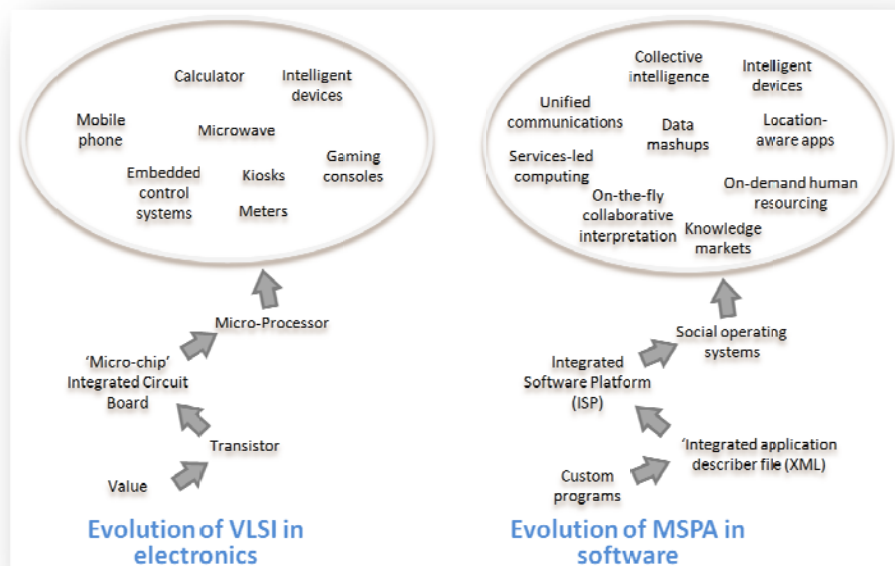 Calculator
Intelligent
devices
Mobile
phone
Microwave
Embedded
control
systems
Kiosks
Gaming
consoles
Meters
Micro-Processor
'Micro-chip'
Integrated Circuit
Board
Transistor
Value
Evolution of VLSI in
electronics
Collective
intelligence
Intelligent
devices
Unified
communications
Data
mashups
Location-
aware apps
Services-led
computing
On-demand human
resourcing
On-the-fly
collaborative
interpretation
Knowledge
markets
Social operating
systems
Integrated
Software Platform
(ISP)
'Integrated application
describer file (XML)
Custom
programs
Evolution of MSPA in
software